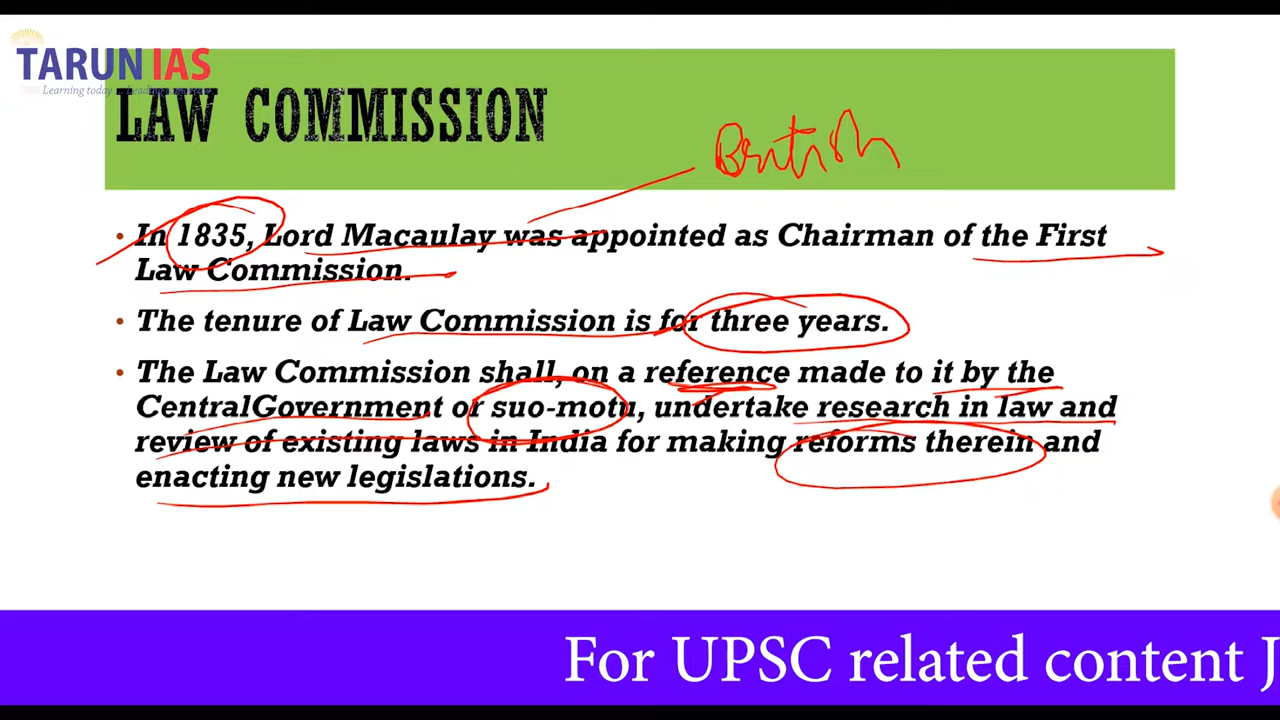 TARUN IAS
Learning today
LAW COMMISSION
British
• In 1835, Lord Macaulay was appointed as Chairman of the First
Law Commission.
• The tenure of Law Commission is for three years.
• The Law Commission shall, on a reference made to it by the
CentralGovernment or suo-motu, undertake research in law and
review of existing laws in India for making reforms therein and
enacting new legislations.
For UPSC related content J